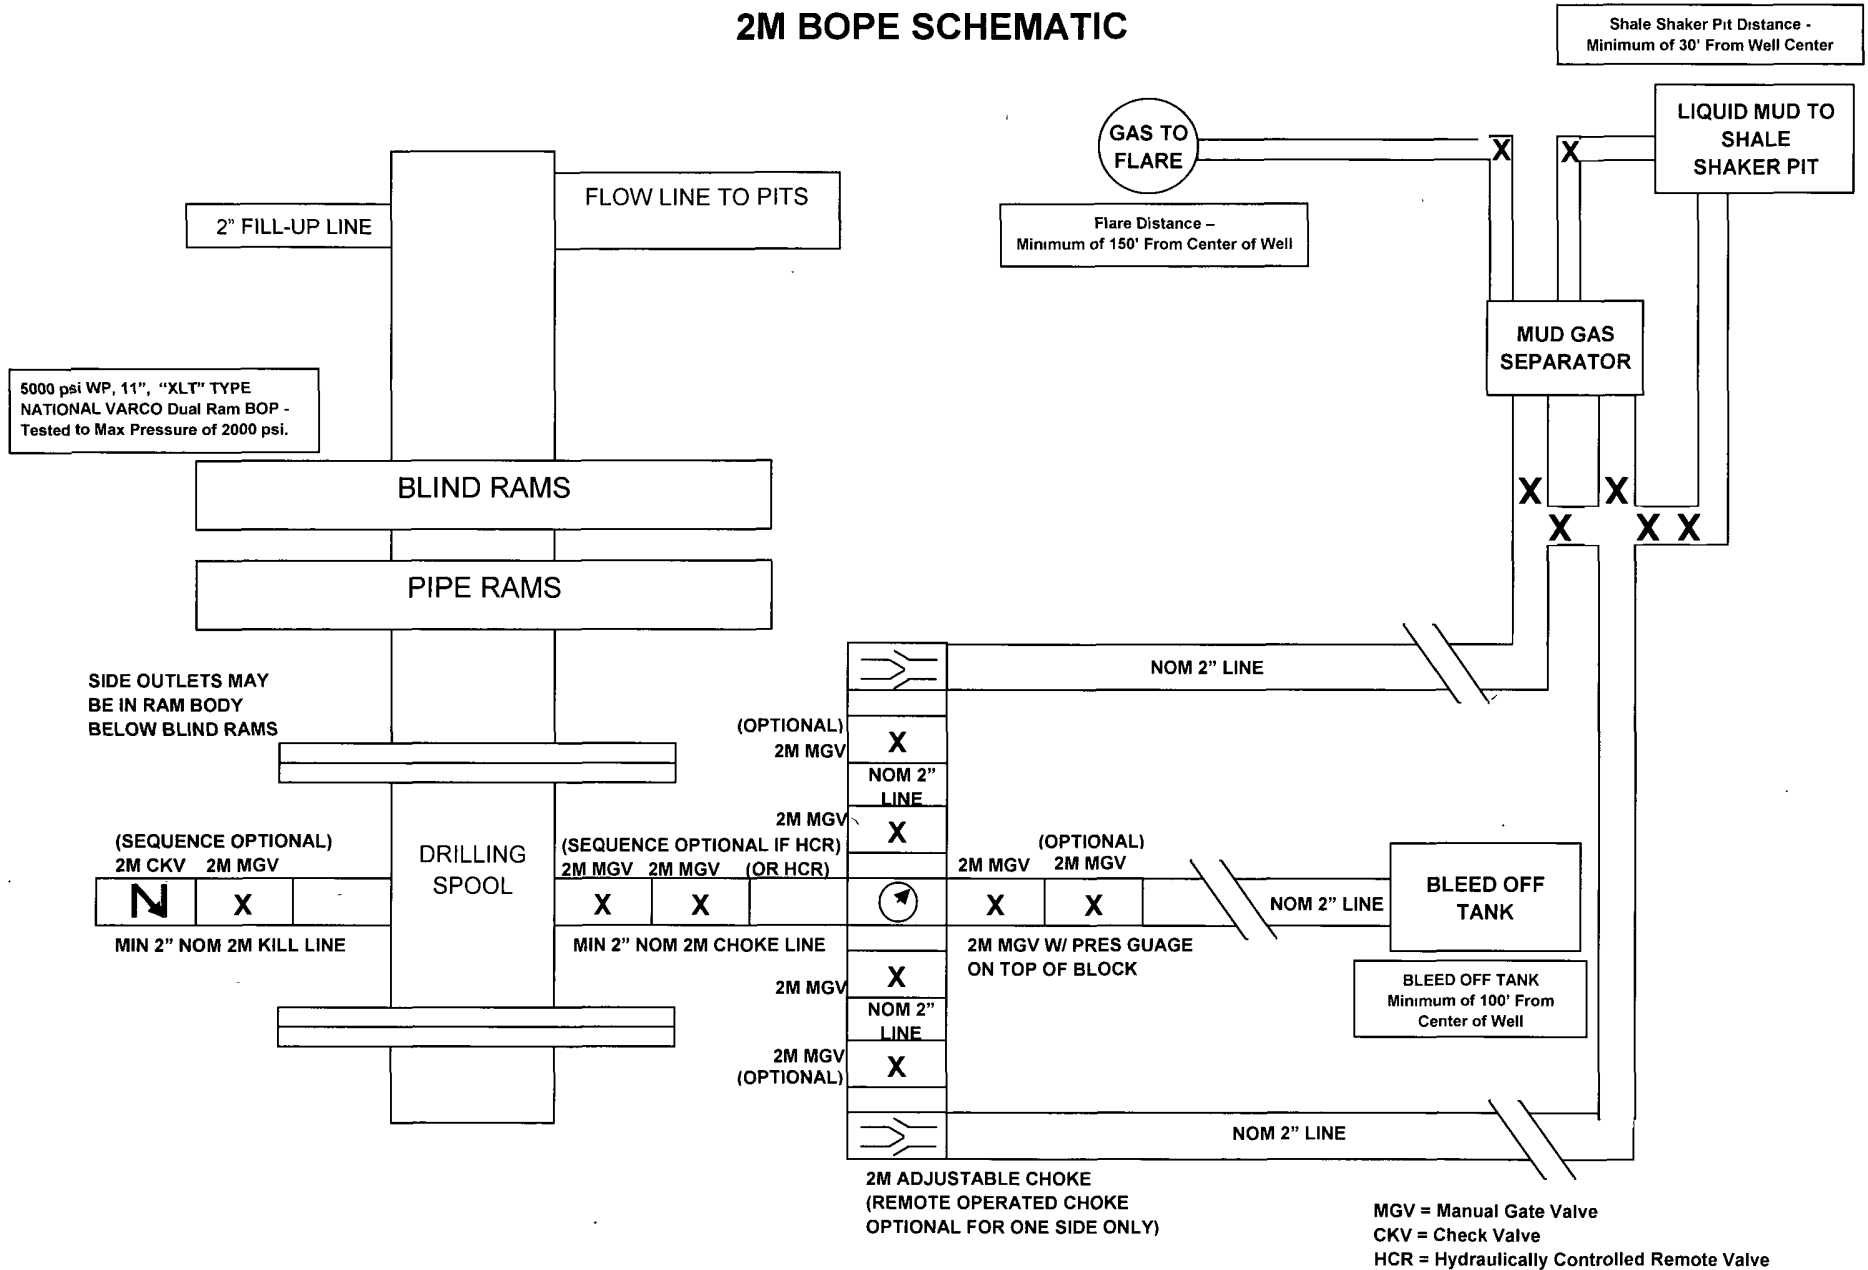 2M BOPE SCHEMATIC
Shale Shaker Pit Distance -
Minimum of 30' From Well Center
GAS TO
FLARE
X
X
LIQUID MUD TO
SHALE
SHAKER PIT
FLOW LINE TO PITS
2” FILL-UP LINE
Flare Distance –
Minimum of 150' From Center of Well
MUD GAS
SEPARATOR
5000 psi WP, 11”, “XLT” TYPE
NATIONAL VARCO Dual Ram BOP -
Tested to Max Pressure of 2000 psi.
BLIND RAMS
X X
X X X
PIPE RAMS
NOM 2” LINE
SIDE OUTLETS MAY
BE IN RAM BODY
BELOW BLIND RAMS
(OPTIONAL)
2M MGV
X
NOM 2”
LINE
2M MGV
X
(SEQUENCE OPTIONAL)
2M CKV 2M MGV
N X
MIN 2” NOM 2M KILL LINE
DRILLING
SPOOL
(SEQUENCE OPTIONAL IF HCR)
2M MGV 2M MGV (OR HCR)
X X
MIN 2” NOM 2M CHOKE LINE
(OPTIONAL)
2M MGV 2M MGV
X X
2M MGV W/ PRES GUAGE
ON TOP OF BLOCK
NOM 2” LINE
BLEED OFF
TANK
BLEED OFF TANK
Minimum of 100' From
Center of Well
2M MGV
X
NOM 2”
LINE
2M MGV
(OPTIONAL)
X
NOM 2” LINE
2M ADJUSTABLE CHOKE
(REMOTE OPERATED CHOKE
OPTIONAL FOR ONE SIDE ONLY)
MGV = Manual Gate Valve
CKV = Check Valve
HCR = Hydraulically Controlled Remote Valve